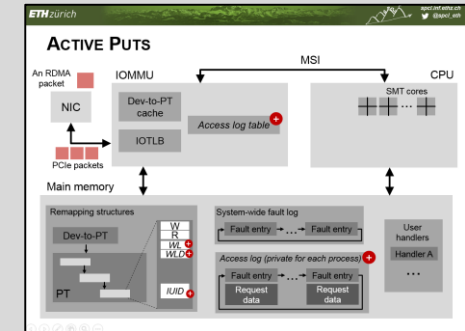 ETH zürich
spcl.inf.ethz.ch
@spcl_eth
ACTIVE PUTS
An RDMA
packet
NIC
PCIe packets
IOMMU
Dev-to-PT
cache
IOTLB
Access log table
MSI
CPU
SMT cores
...
Main memory
Remapping structures
Dev-to-PT
PT
W
R
WL
WLD
IUID
System-wide fault log
Fault entry ... Fault entry
Access log (private for each process)
Fault entry ... Fault entry
Request
data
Request
data
User
handlers
Handler A
...